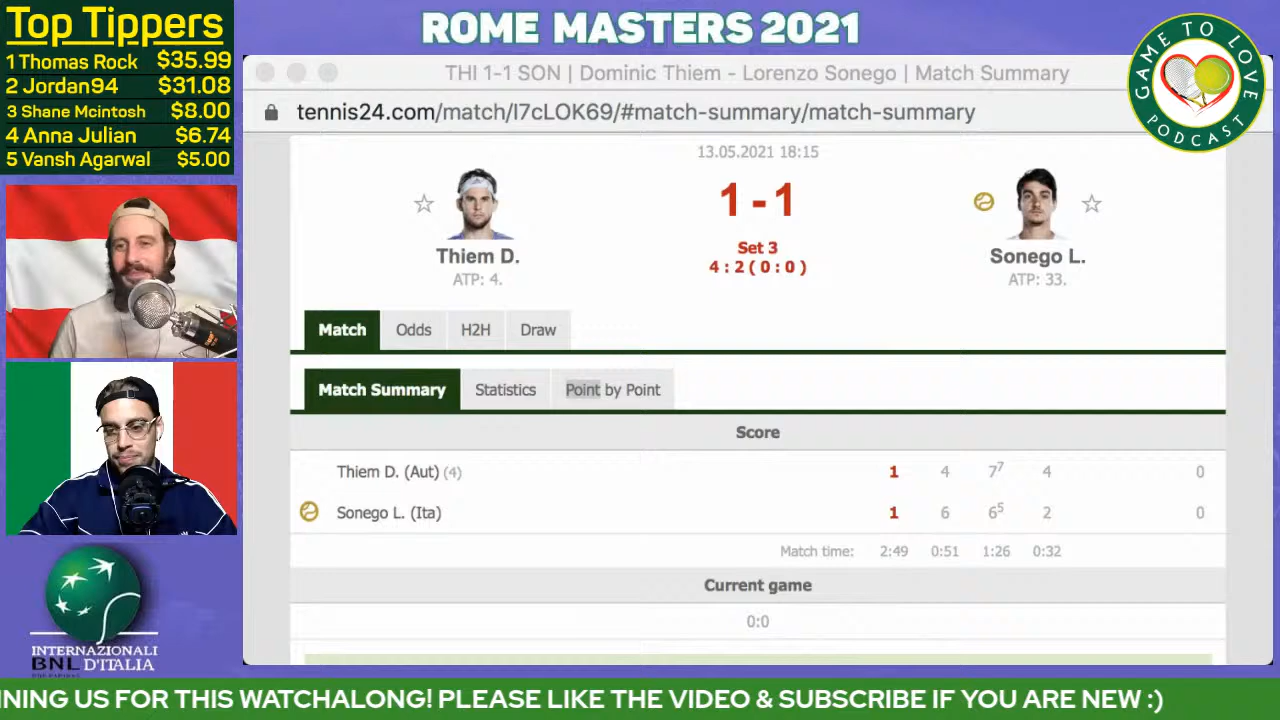 Top Tippers
1 Thomas Rock $35.99
2 Jordan94 $31.08
3 Shane Mcintosh $8.00
4 Anna Julian $6.74
5 Vansh Agarwal $5.00
ROME MASTERS 2021
GAME TO LOVE
PODCAST
THI 1-1 SON | Dominic Thiem - Lorenzo Sonego | Match Summary
tennis24.com/match/I7cLOK69/#match-summary/match-summary
13.05.2021 18:15
1 - 1
Set 3
4 : 2 ( 0 : 0 )
Thiem D.
ATP: 4.
Sonego L.
ATP: 33.
Match Odds H2H Draw
Match Summary Statistics Point by Point
Score
Thiem D. (Aut) (4) 1 4 7⁷ 4 0
Sonego L. (Ita) 1 6 6⁵ 2 0
Match time: 2:49 0:51 1:26 0:32
Current game
0:0
INTERNAZIONALI
BNL D'ITALIA
NING US FOR THIS WATCHALONG! PLEASE LIKE THE VIDEO & SUBSCRIBE IF YOU ARE NEW :)